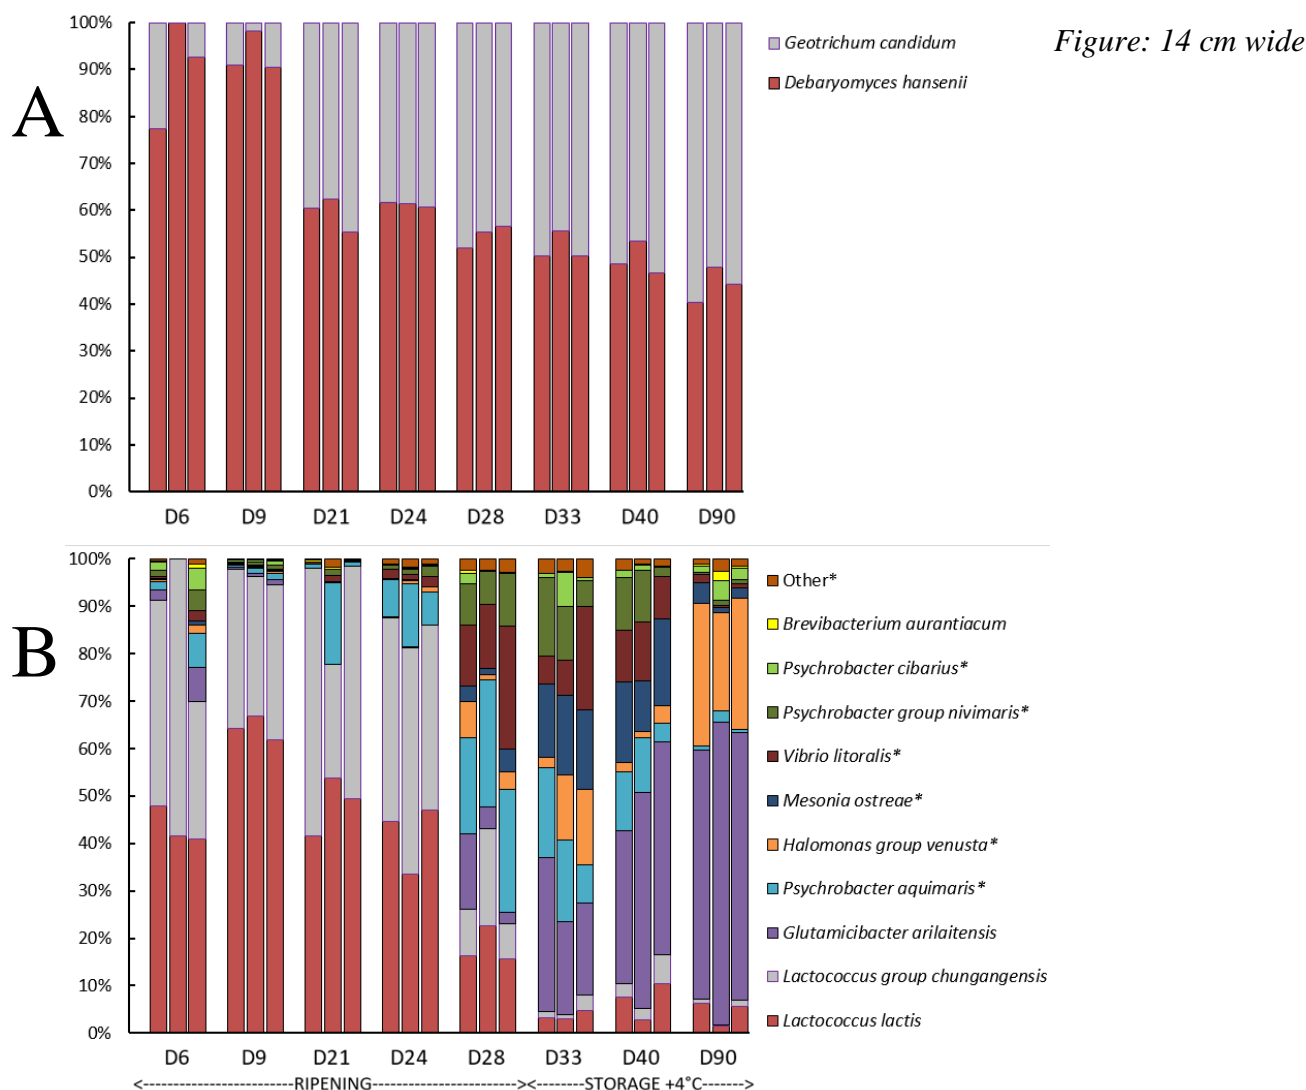 Figure: 14 cm wide
A
100%
90%
80%
70%
60%
50%
40%
30%
20%
10%
0%
Geotrichum candidum
Debaryomyces hansenii
D6 D9 D21 D24 D28 D33 D40 D90
B
100%
90%
80%
70%
60%
50%
40%
30%
20%
10%
0%
Other*
Brevibacterium aurantiacum
Psychrobacter cibarius*
Psychrobacter group nivimaris*
Vibrio litoralis*
Mesonia ostreae*
Halomonas group venusta*
Psychrobacter aquimaris*
Glutamicibacter arilaitensis
Lactococcus group chungangensis
Lactococcus lactis
D6 D9 D21 D24 D28 D33 D40 D90
<----------------------RIPENING----------------------><--------STORAGE +4°C------->